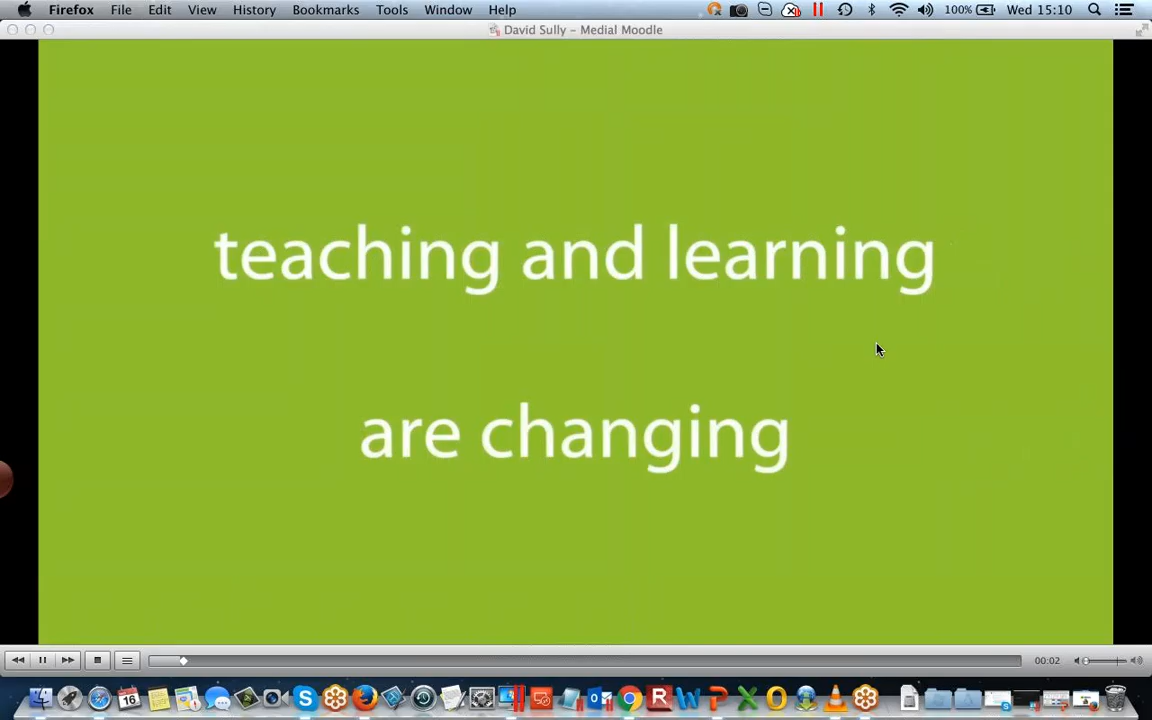 Firefox File Edit View History Bookmarks Tools Window Help 100% Wed 15:10
David Sully – Medial Moodle
teaching and learning
are changing
00:02
16